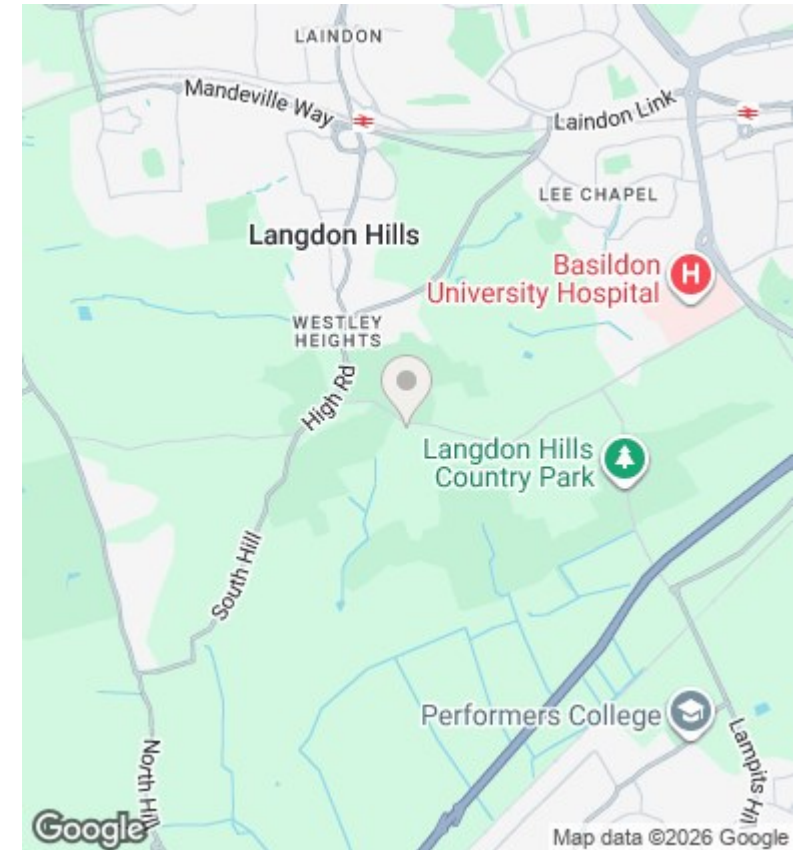 LAINDON
Mandeville Way
Laindon Link
LEE CHAPEL
Langdon Hills
Basildon
University Hospital
H
WESTLEY
HEIGHTS
High Rd
Langdon Hills
Country Park
South Hill
Performers College
North Hill
Lampits Hill
Google
Map data ©2026 Google